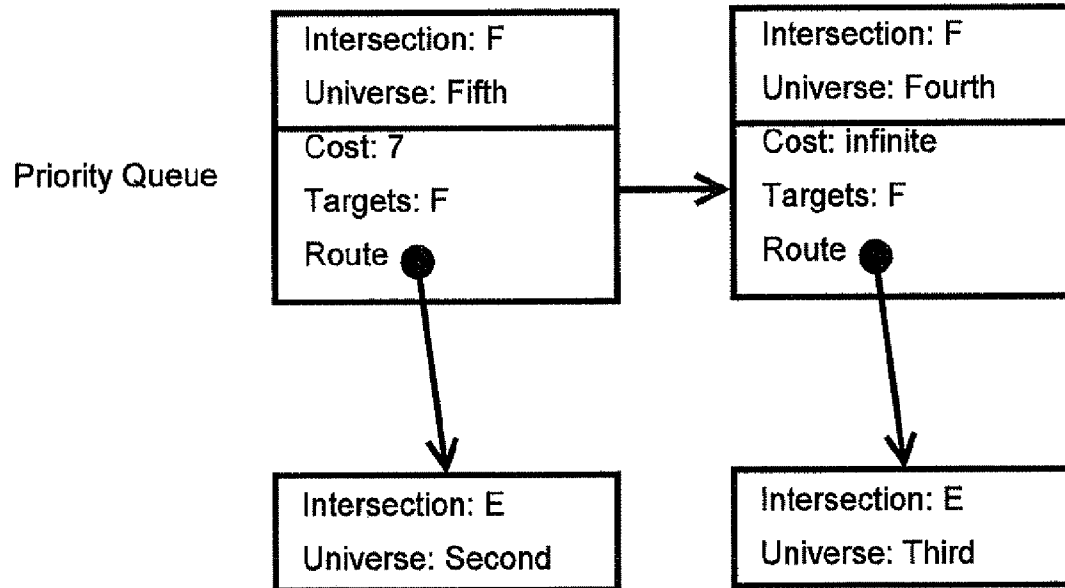 Priority Queue
Intersection: F
Universe: Fifth
Cost: 7
Targets: F
Route
Intersection: F
Universe: Fourth
Cost: infinite
Targets: F
Route
Intersection: E
Universe: Second
Intersection: E
Universe: Third